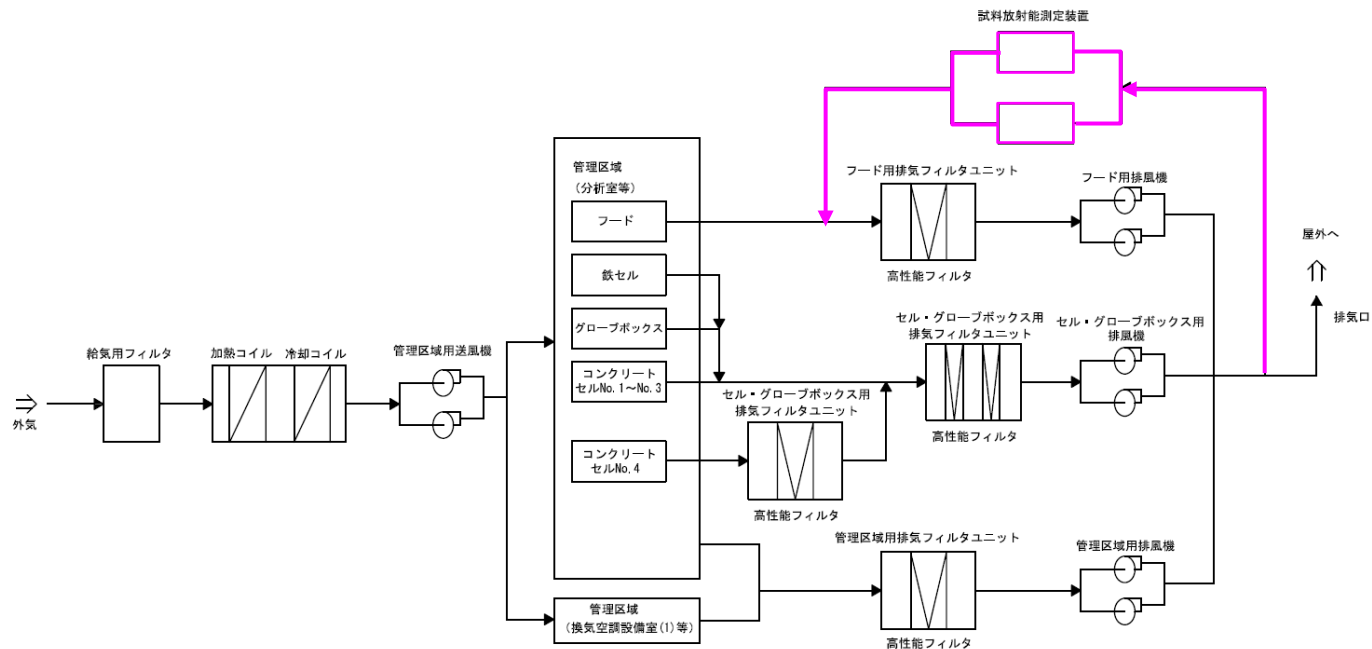 試料放射能測定装置
管理区域
(分析室等)
フード
鉄セル
グローブボックス
コンクリート
セルNo.1～No.3
コンクリート
セルNo.4
フード用排気フィルタユニット
高性能フィルタ
フード用排風機
屋外へ
排気口
セル・グローブボックス用
排気フィルタユニット
高性能フィルタ
セル・グローブボックス用
排風機
給気用フィルタ
加熱コイル
冷却コイル
管理区域用送風機
外気
セル・グローブボックス用
排気フィルタユニット
高性能フィルタ
管理区域用排気フィルタユニット
高性能フィルタ
管理区域用排風機
管理区域
(換気空調設備室(1)等)